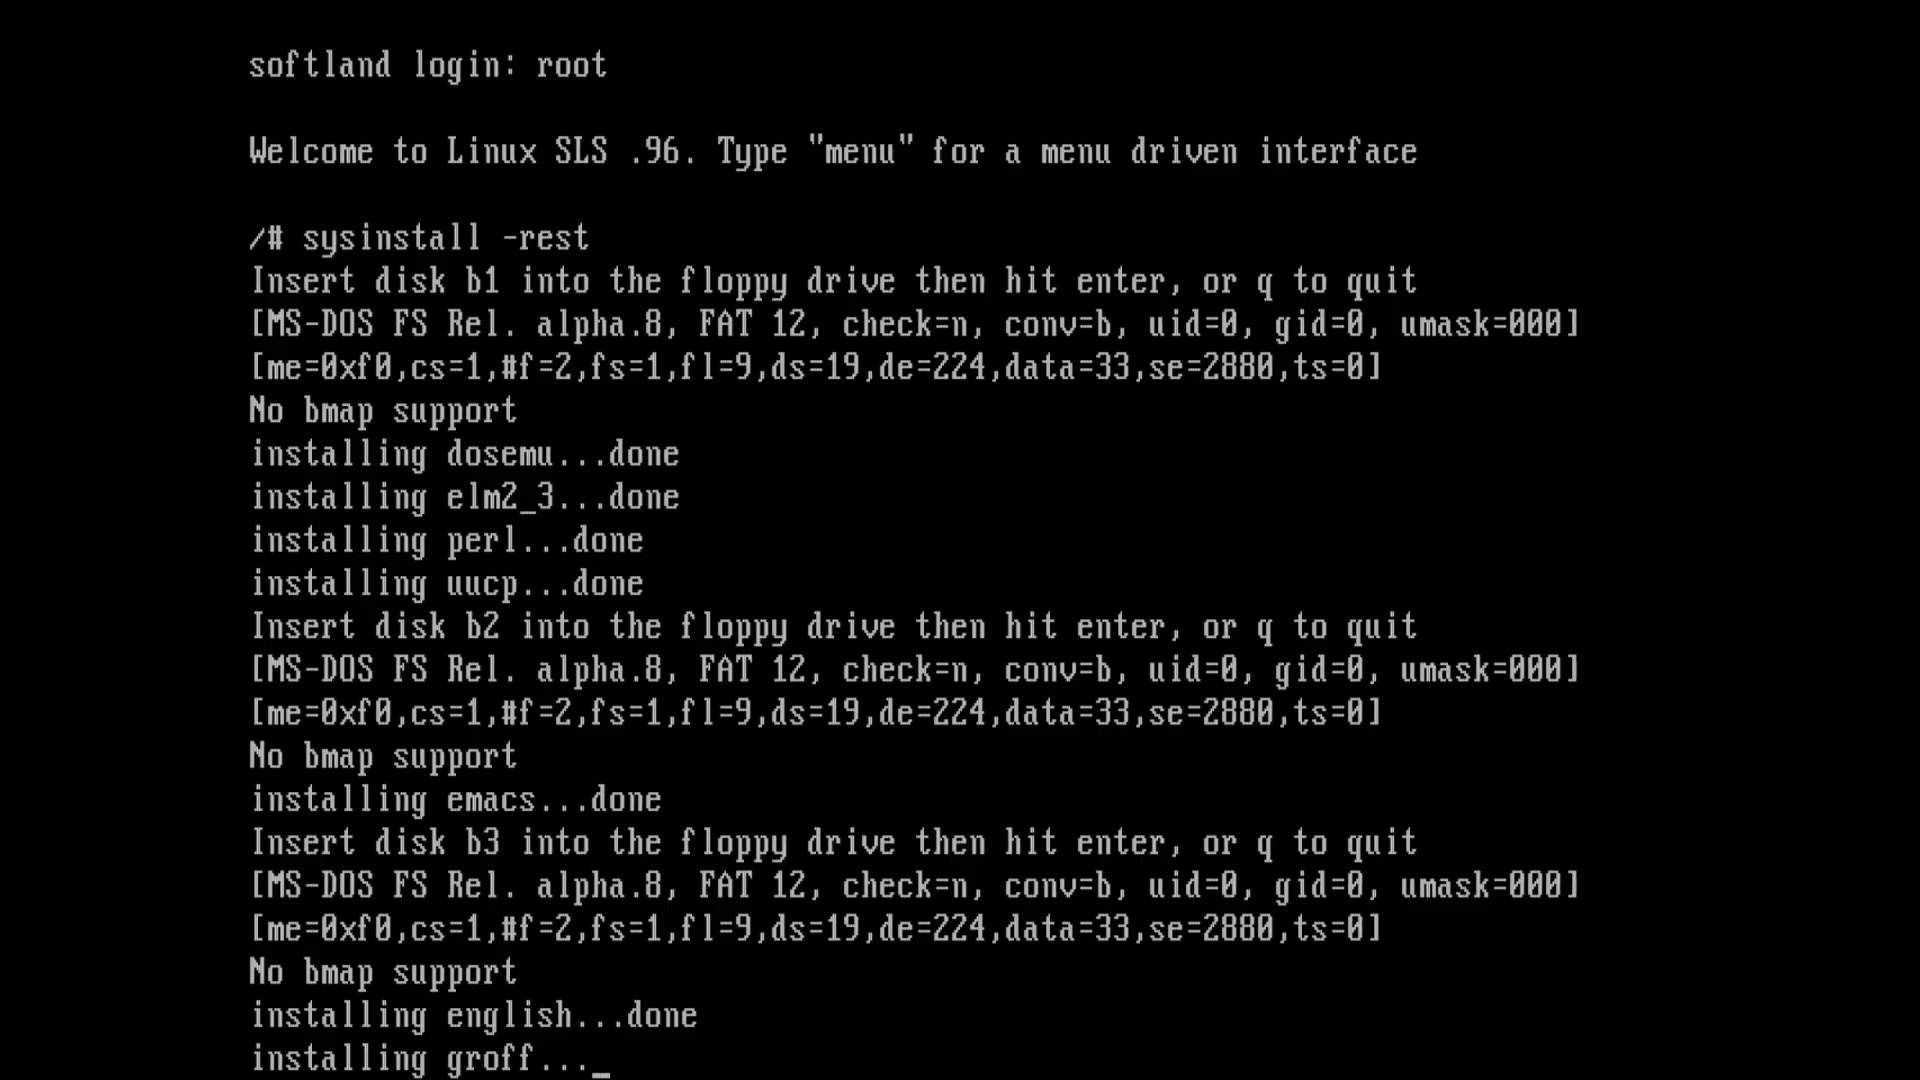 softland login: root
Welcome to Linux SLS .96. Type "menu" for a menu driven interface
/# sysinstall -rest
Insert disk b1 into the floppy drive then hit enter, or q to quit
[MS-DOS FS Rel. alpha.8, FAT 12, check=n, conv=b, uid=0, gid=0, umask=000]
[me=0xf0,cs=1,#f=2,fs=1,fl=9,ds=19,de=224,data=33,se=2880,ts=0]
No bmap support
installing dosemu...done
installing elm2_3...done
installing perl...done
installing uucp...done
Insert disk b2 into the floppy drive then hit enter, or q to quit
[MS-DOS FS Rel. alpha.8, FAT 12, check=n, conv=b, uid=0, gid=0, umask=000]
[me=0xf0,cs=1,#f=2,fs=1,fl=9,ds=19,de=224,data=33,se=2880,ts=0]
No bmap support
installing emacs...done
Insert disk b3 into the floppy drive then hit enter, or q to quit
[MS-DOS FS Rel. alpha.8, FAT 12, check=n, conv=b, uid=0, gid=0, umask=000]
[me=0xf0,cs=1,#f=2,fs=1,fl=9,ds=19,de=224,data=33,se=2880,ts=0]
No bmap support
installing english...done
installing groff..._